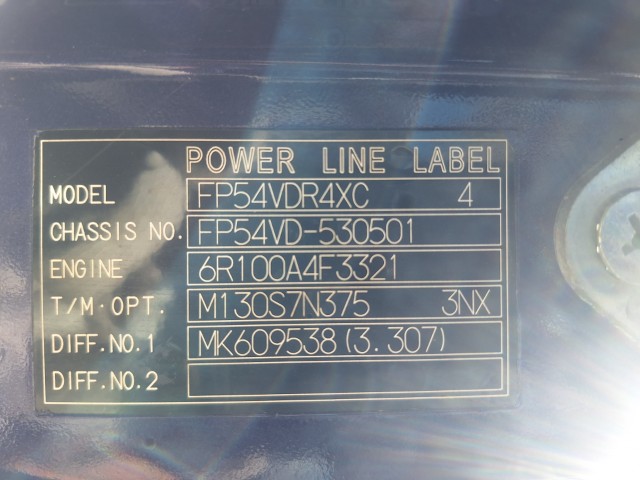 POWER LINE LABEL
MODEL FP54VDR4XC 4
CHASSIS NO. FP54VD-530501
ENGINE 6R100A4F3321
T/M·OPT. M130S7N375 3NX
DIFF.NO.1 MK609538(3.307)
DIFF.NO.2